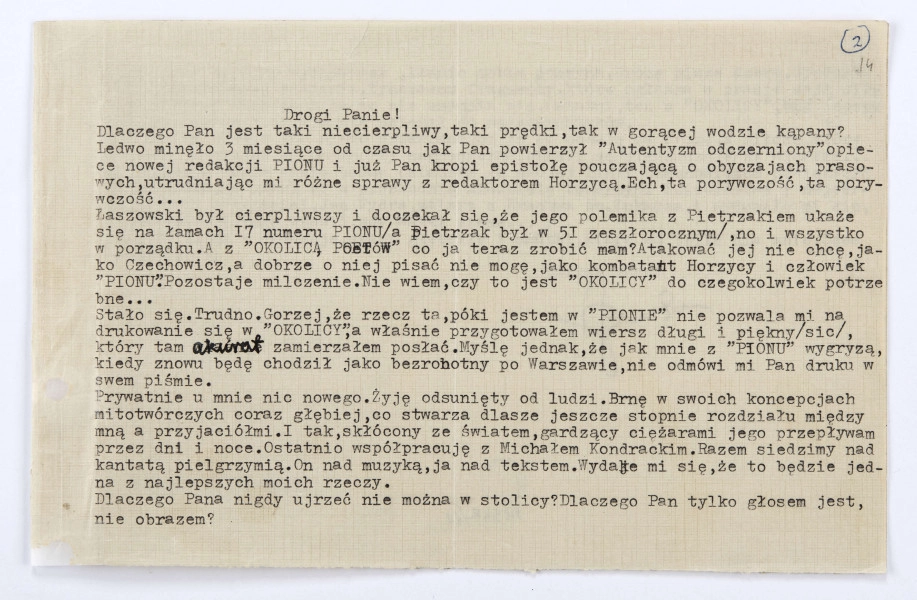 2
14
Drogi Panie!
Dlaczego Pan jest taki niecierpliwy,taki prędki,tak w gorącej wodzie kąpany?
Ledwo minęło 3 miesiące od czasu jak Pan powierzył "Autentyzm odczerniony"opie-
ce nowej redakcji PIONU i już Pan kropi epistołę pouczającą o obyczajach praso-
wych,utrudniając mi różne sprawy z redaktorem Horzycą.Ech,ta porywczość,ta pory-
wczość...
Łaszowski był cierpliwszy i doczekał się,że jego polemika z Pietrzakiem ukaże
się na łamach I7 numeru PIONU/a Pietrzak był w 5I zeszłorocznym/,no i wszystko
w porządku.A z "OKOLICĄ POETÓW" co ja teraz zrobić mam?Atakować jej nie chcę,ja-
ko Czechowicz,a dobrze o niej pisać nie mogę,jako kombatant Horzycy i człowiek
"PIONU".Pozostaje milczenie.Nie wiem,czy to jest "OKOLICY" do czegokolwiek potrze
bne...
Stało się.Trudno.Gorzej,że rzecz ta,póki jestem w "PIONIE" nie pozwala mi na
drukowanie się w "OKOLICY",a właśnie przygotowałem wiersz długi i piękny/sic/,
który tam akurat zamierzałem posłać.Myślę jednak,że jak mnie z "PIONU" wygryzą,
kiedy znowu będę chodził jako bezrohotny po Warszawie,nie odmówi mi Pan druku w
swem piśmie.
Prywatnie u mnie nic nowego.Żyję odsunięty od ludzi.Brnę w swoich koncepcjach
mitotwórczych coraz głębiej,co stwarza dlasze jeszcze stopnie rozdziału między
mną a przyjaciółmi.I tak,skłócony ze światem,gardzący ciężarami jego przepływam
przez dni i noce.Ostatnio współpracuję z Michałem Kondrackim.Razem siedzimy nad
kantatą pielgrzymią.On nad muzyką,ja nad tekstem.Wydaje mi się,że to będzie jed-
na z najlepszych moich rzeczy.
Dlaczego Pana nigdy ujrzeć nie można w stolicy?Dlaczego Pan tylko głosem jest,
nie obrazem?